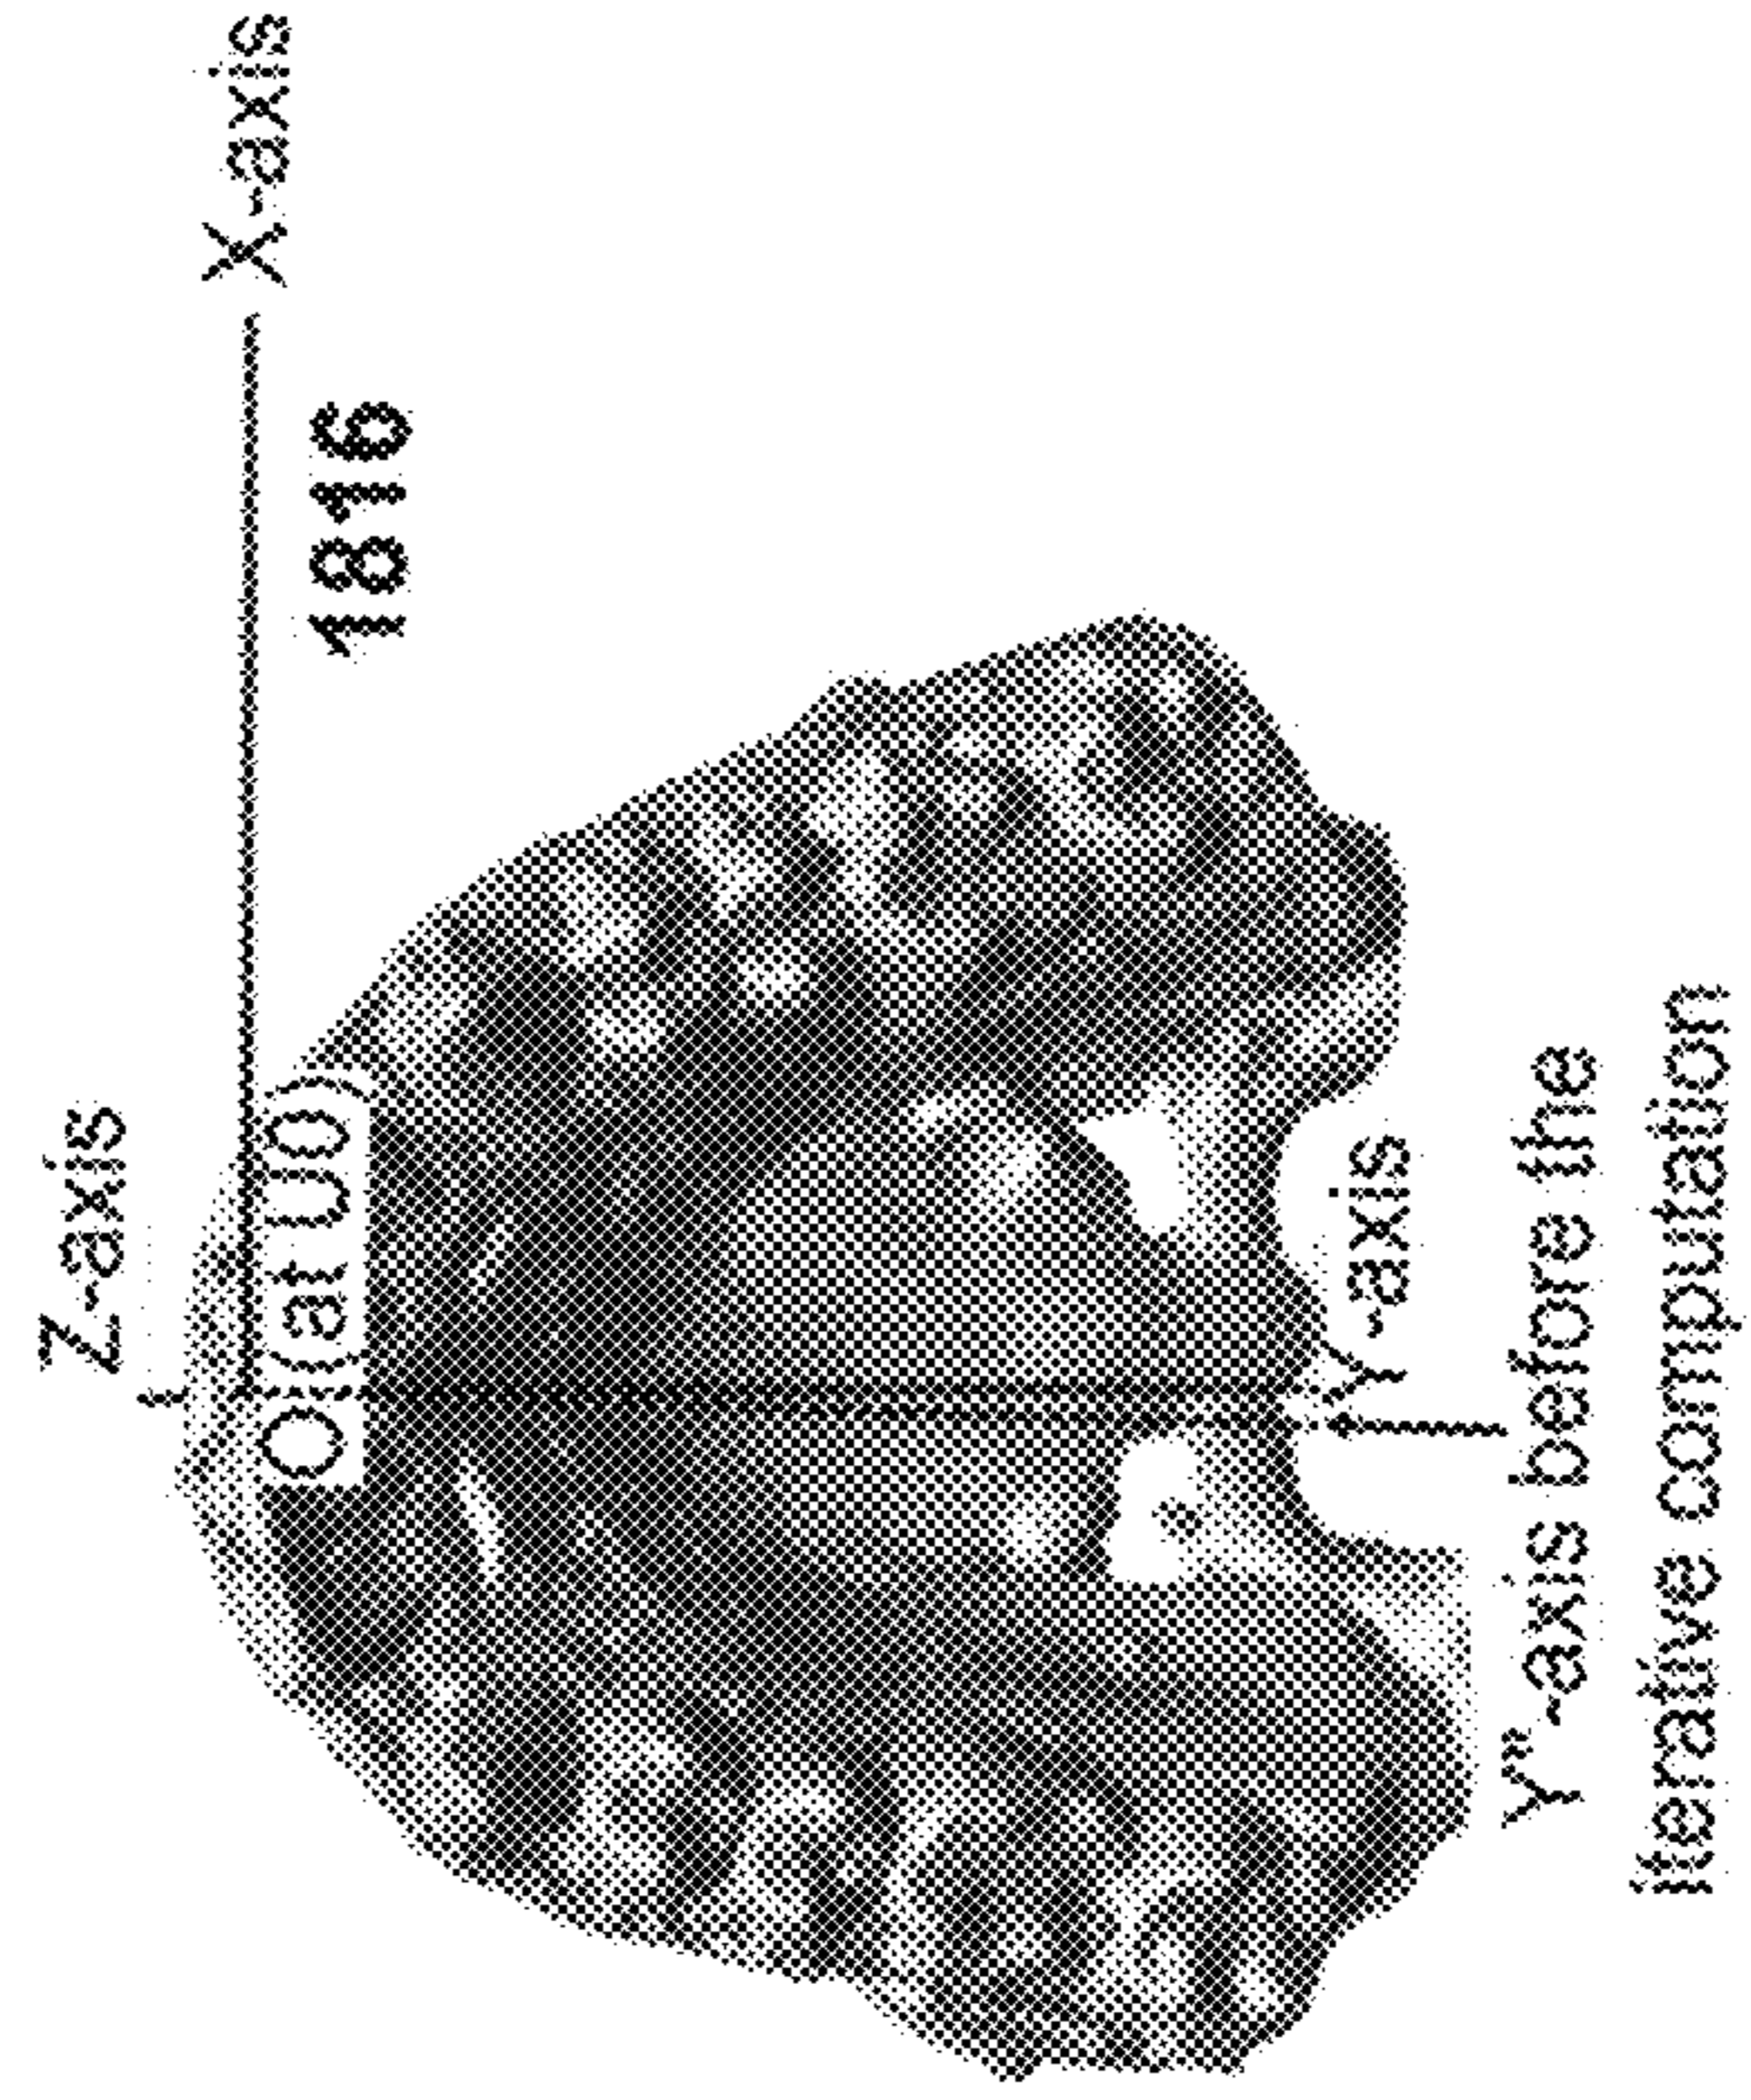 Z-axis
X-axis
O(at U0)
1816
Y-axis
Y"-axis before the
iterative computation